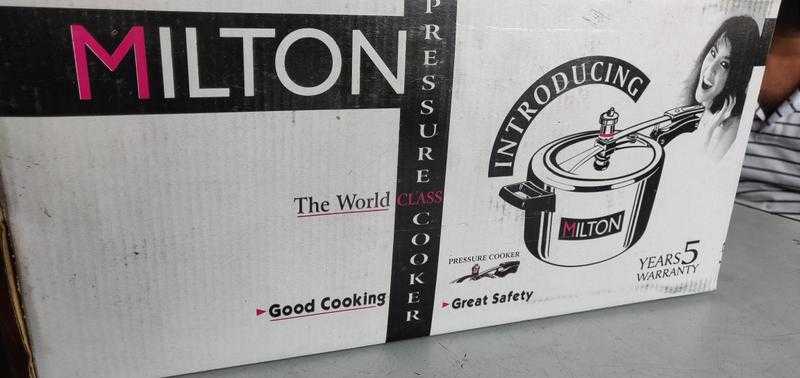 MILTON
PRESSURE COOKER
The World CLASS
Good Cooking
Great Safety
INTRODUCING
MILTON
PRESSURE COOKER
YEARS 5
WARRANTY